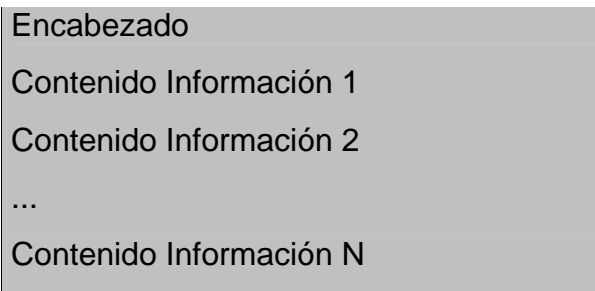 Encabezado
Contenido Información 1
Contenido Información 2
...
Contenido Información N